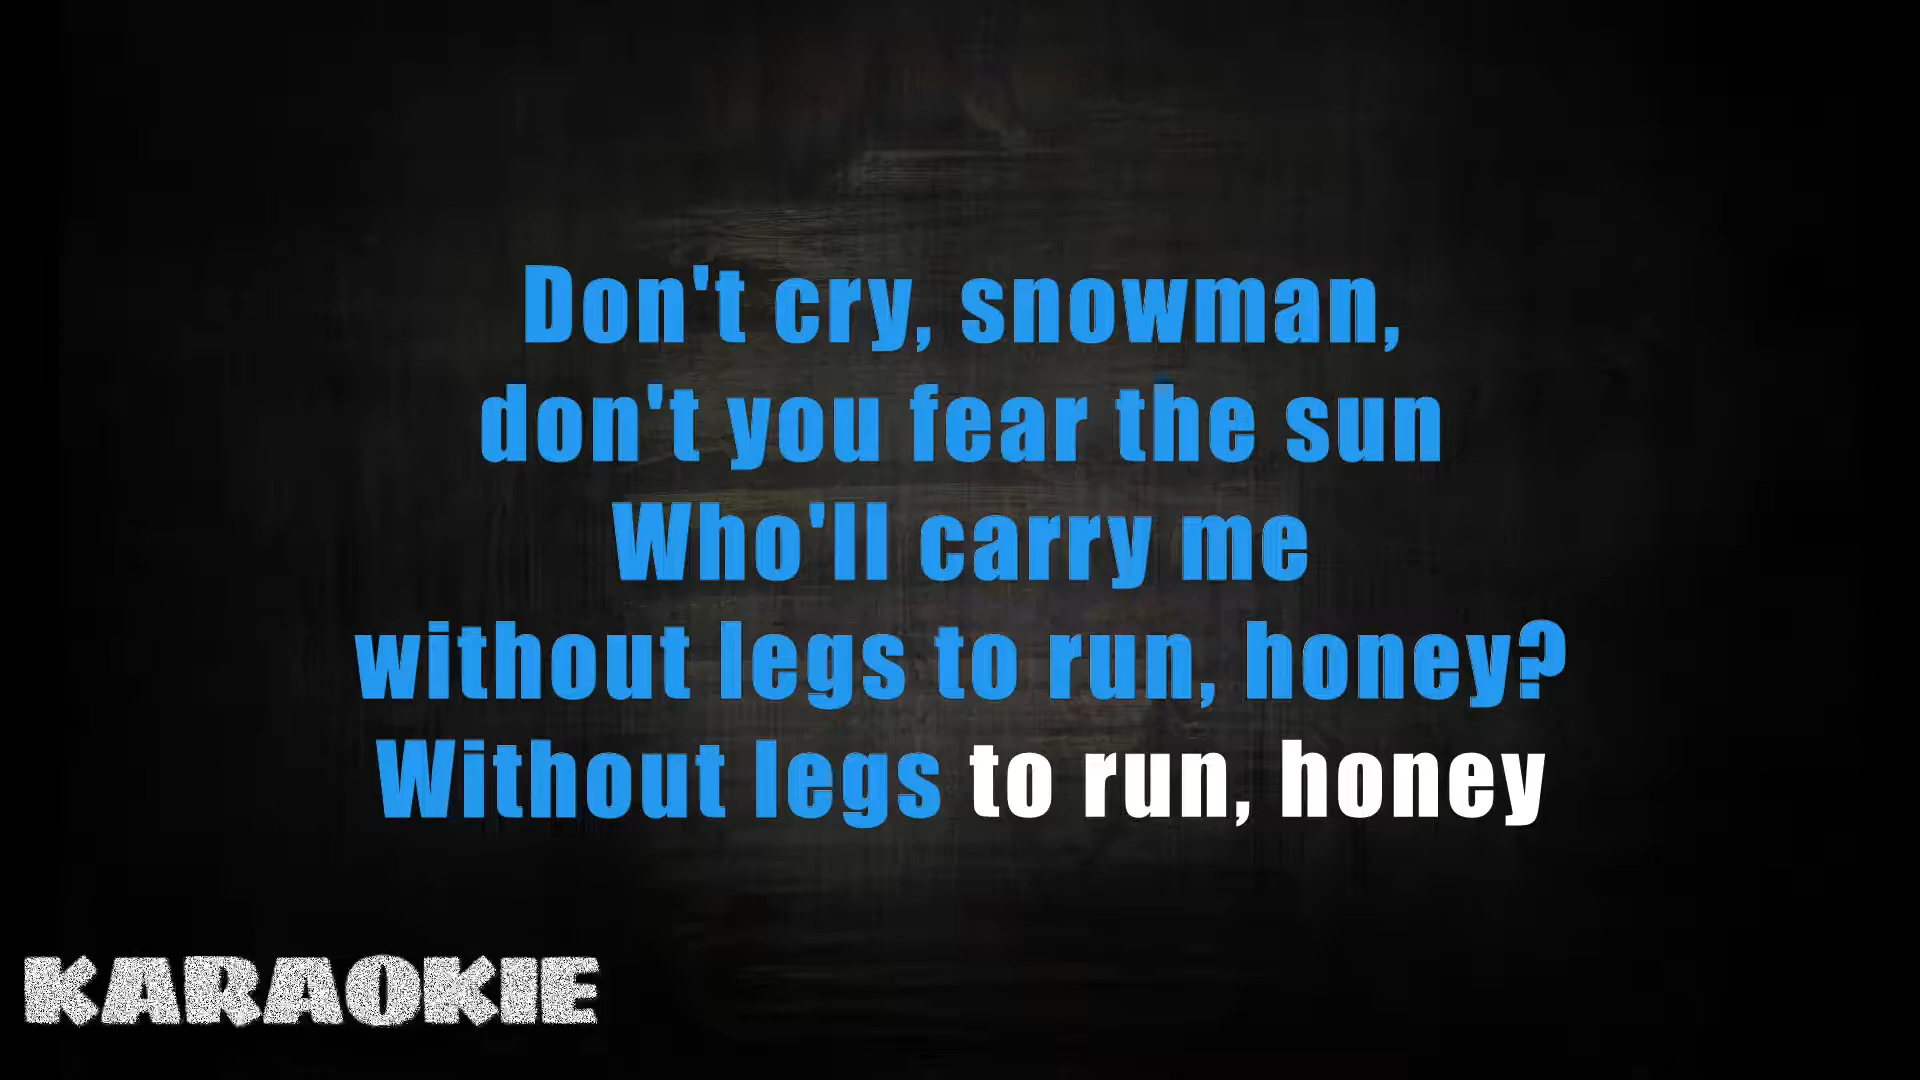 Don't cry, snowman,
don't you fear the sun
Who'll carry me
without legs to run, honey?
Without legs to run, honey
KARAOKIE